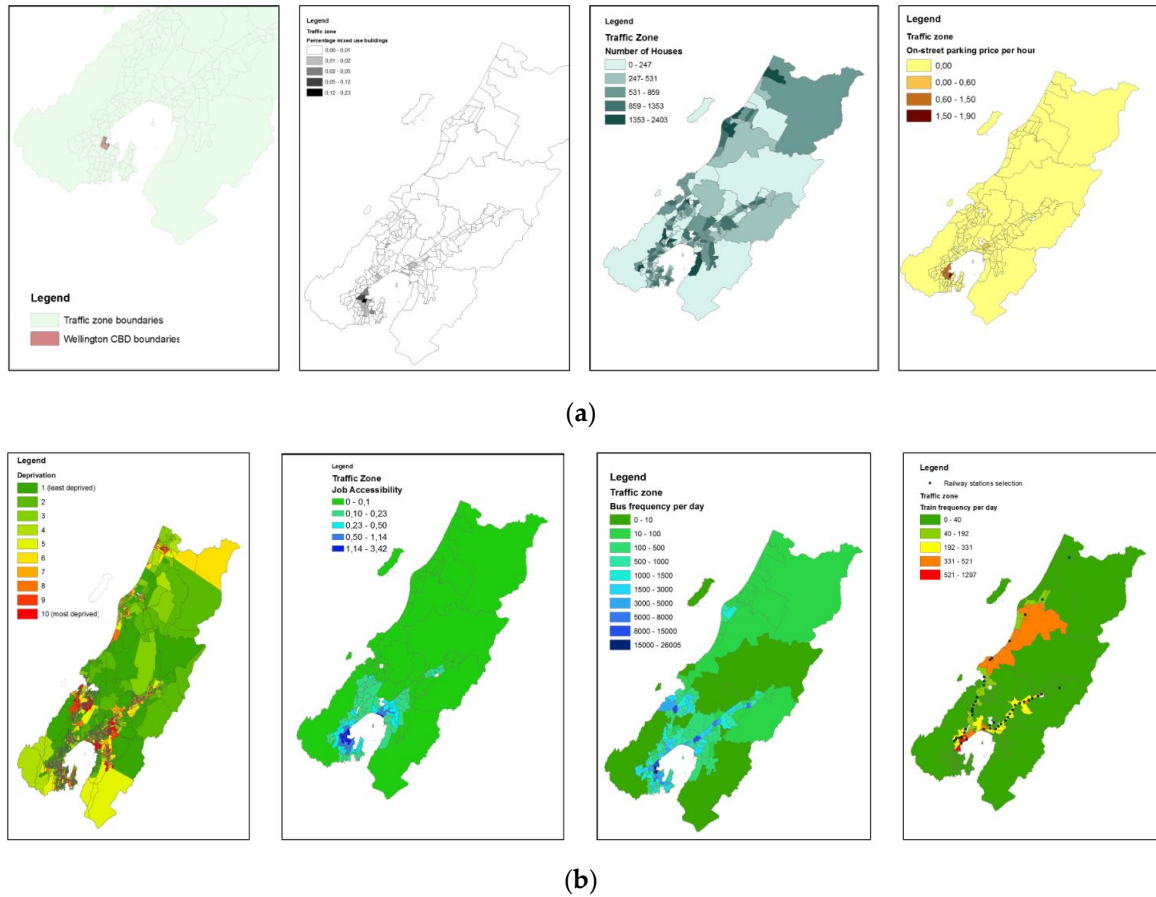 Legend
Traffic zone boundaries
Wellington CBD boundaries
Legend
Traffic zone
Percentage mixed use buildings
0,00 - 0,01
0,01 - 0,02
0,02 - 0,05
0,05 - 0,12
0,12 - 0,23
Legend
Traffic Zone
Number of Houses
0 - 247
247- 531
531 - 859
859 - 1353
1353 - 2403
Legend
Traffic zone
On-street parking price per hour
0,00
0,00 - 0,60
0,60 - 1,50
1,50 - 1,90
(a)
Legend
Deprivation
1 (least deprived)
2
3
4
5
6
7
8
9
10 (most deprived)
Legend
Traffic Zone
Job Accessibility
0 - 0,1
0,10 - 0,23
0,23 - 0,50
0,50 - 1,14
1,14 - 3,42
Legend
Traffic zone
Bus frequency per day
0 - 10
10 - 100
100 - 500
500 - 1000
1000 - 1500
1500 - 3000
3000 - 5000
5000 - 8000
8000 - 15000
15000 - 26005
Legend
Railway stations selection
Traffic zone
Train frequency per day
0 - 40
40 - 192
192 - 331
331 - 521
521 - 1297
(b)